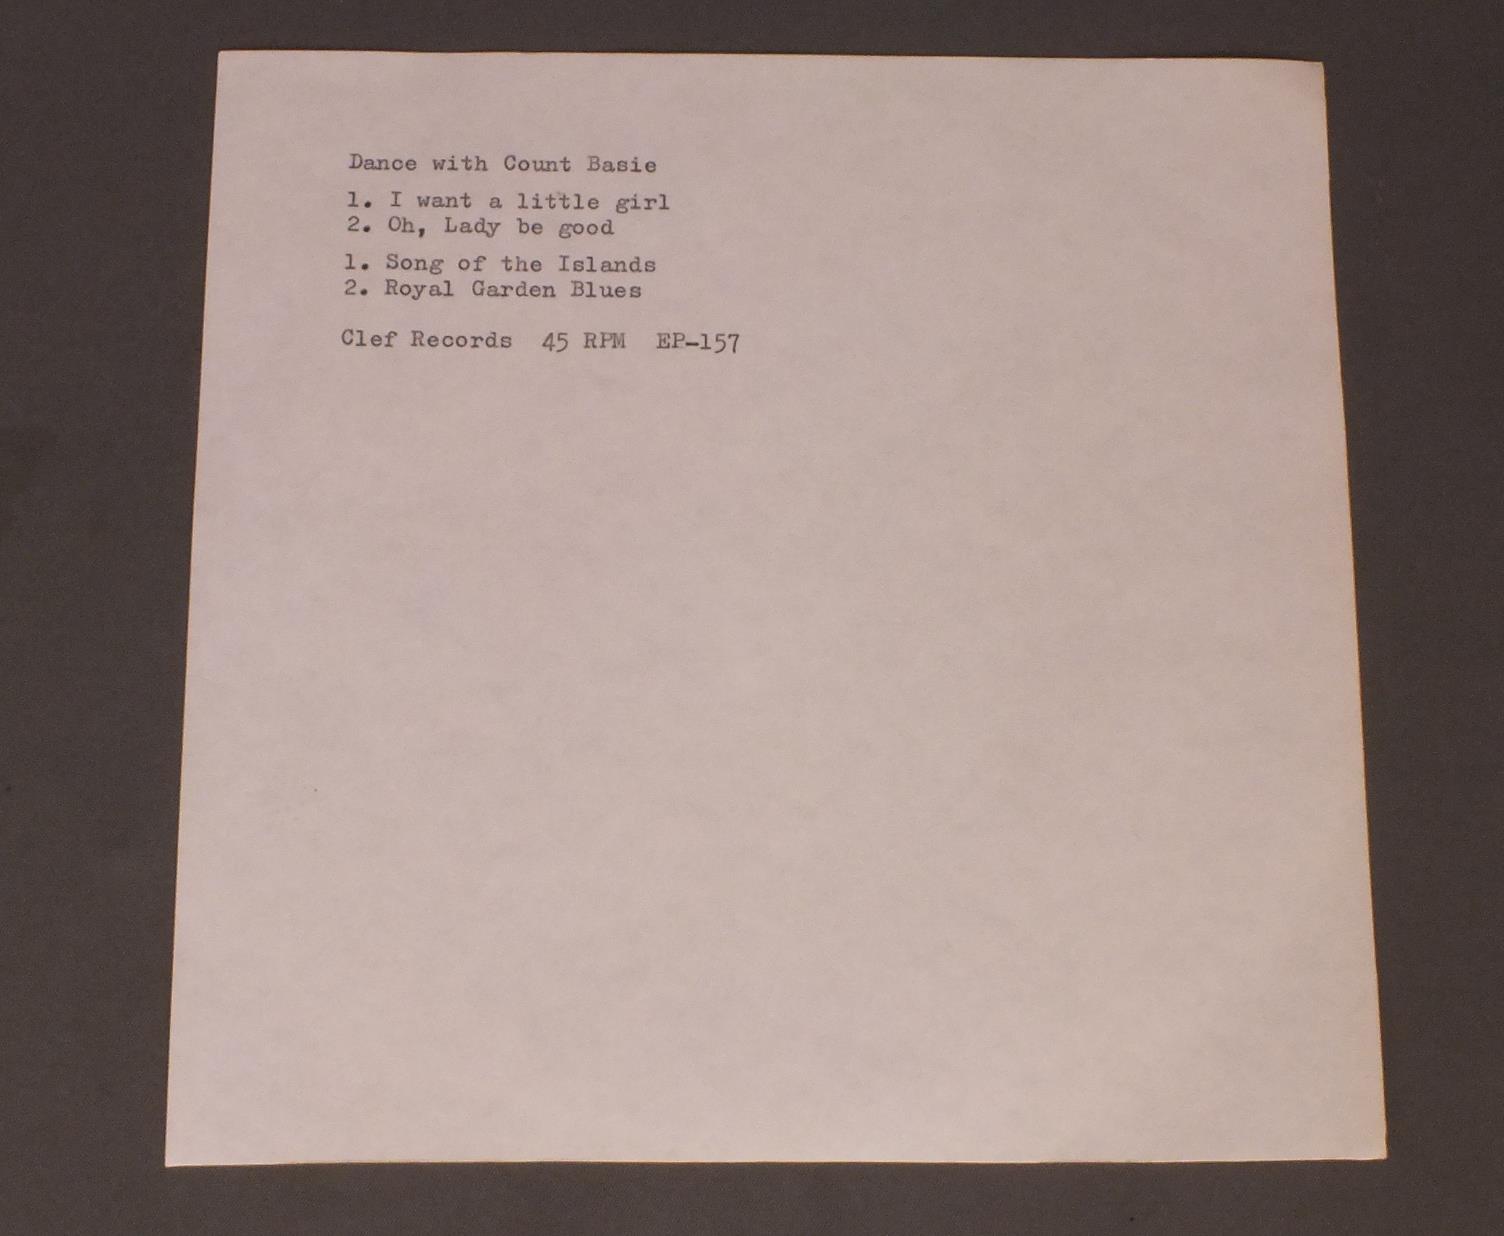 Dance with Count Basie
1. I want a little girl
2. Oh, Lady be good
1. Song of the Islands
2. Royal Garden Blues
Clef Records 45 RPM EP-157